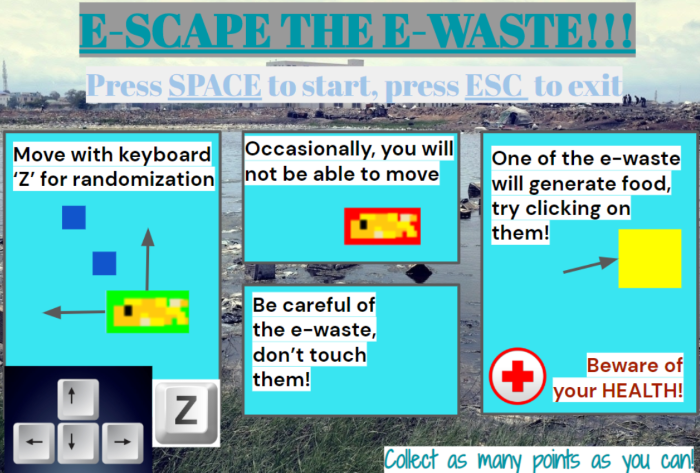 E-SCAPE THE E-WASTE!!!
Press SPACE to start, press ESC to exit
Move with keyboard
‘Z’ for randomization
Occasionally, you will
not be able to move
One of the e-waste
will generate food,
try clicking on
them!
Be careful of
the e-waste,
don’t touch
them!
Beware of
your HEALTH!
↑
← ↓ →
Z
Collect as many points as you can!